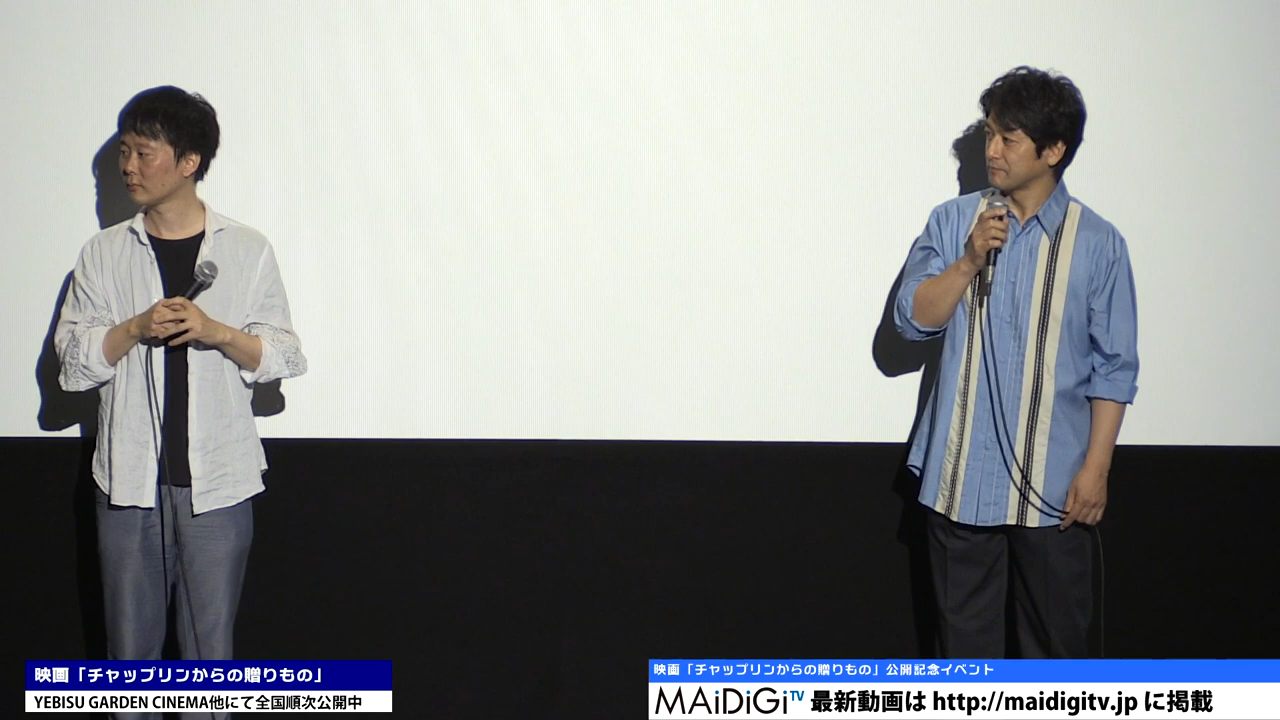 映画「チャップリンからの贈りもの」
YEBISU GARDEN CINEMA他にて全国順次公開中
映画「チャップリンからの贈りもの」公開記念イベント
MAiDiGiTV 最新動画は http://maidigitv.jp に掲載